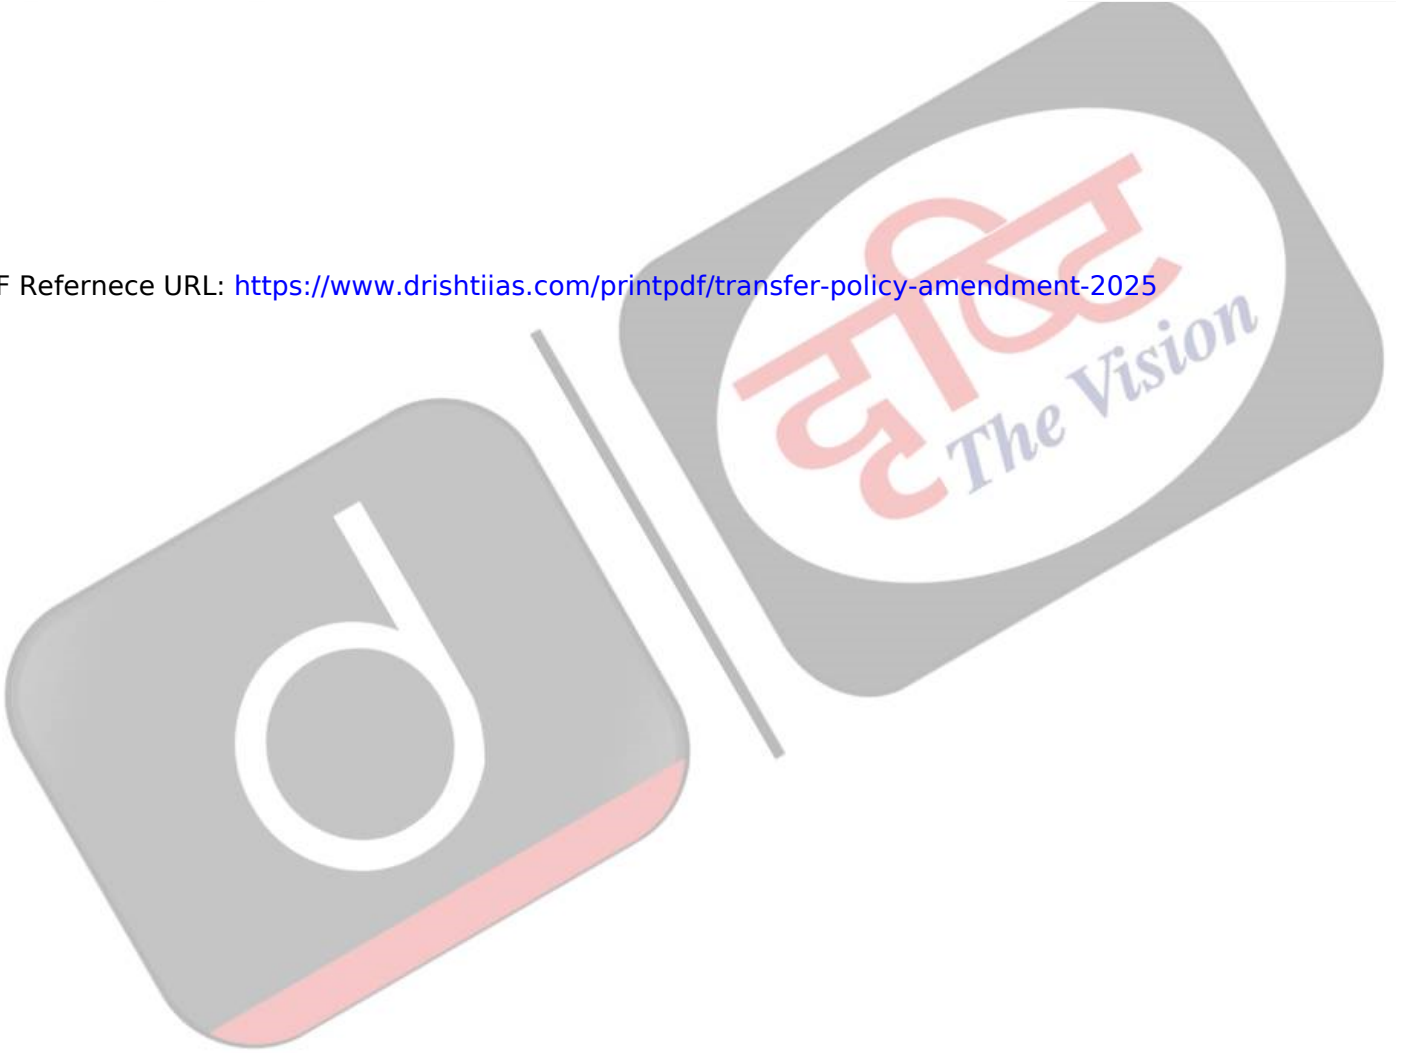 F Refernece URL: https://www.drishtiias.com/printpdf/transfer-policy-amendment-2025
दृष्टि
The Vision
d